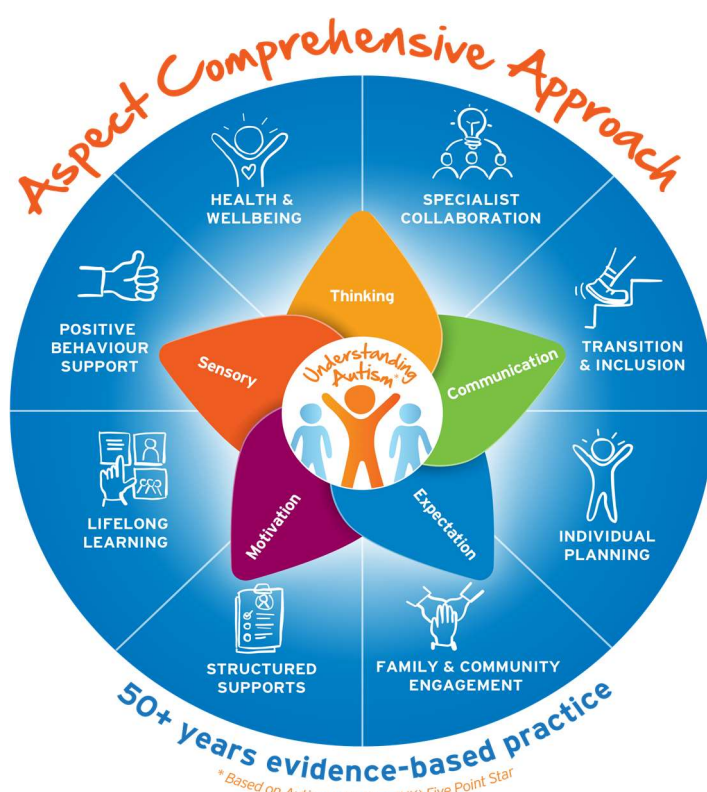 Aspect Comprehensive Approach
HEALTH &
WELLBEING
SPECIALIST
COLLABORATION
TRANSITION
& INCLUSION
INDIVIDUAL
PLANNING
FAMILY & COMMUNITY
ENGAGEMENT
STRUCTURED
SUPPORTS
LIFELONG
LEARNING
POSITIVE
BEHAVIOUR
SUPPORT
Thinking
Communication
Expectation
Motivation
Sensory
Understanding
Autism*
50+ years evidence-based practice
* Based on Five Point Star